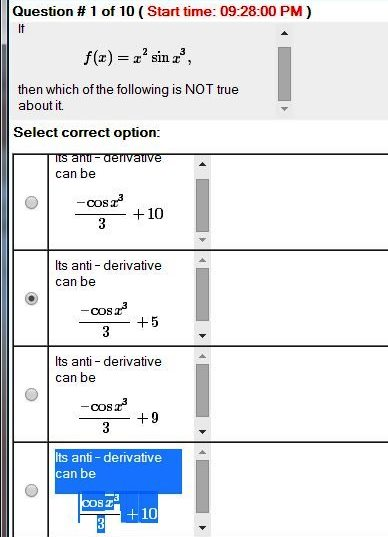 Question # 1 of 10 ( Start time: 09:28:00 PM )
If
f(x) = x² sin x³,
then which of the following is NOT true
about it.
Select correct option:
Its anti - derivative
can be
-cos x³
3
+ 10
Its anti - derivative
can be
-cos x³
3
+ 5
Its anti - derivative
can be
-cos x³
3
+ 9
Its anti - derivative
can be
cos x³
3
+ 10